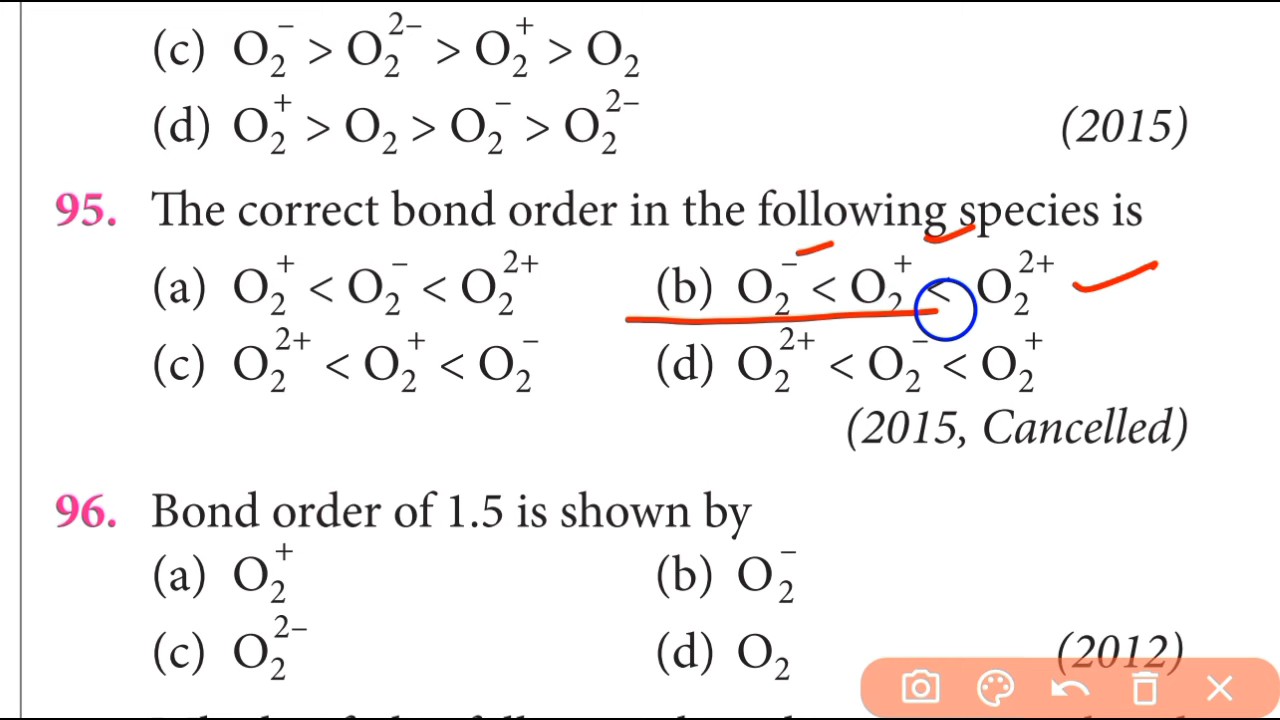 (c) O₂⁻ > O₂²⁻ > O₂⁺ > O₂
(d) O₂⁺ > O₂ > O₂⁻ > O₂²⁻ (2015)
95. The correct bond order in the following species is
(a) O₂⁺ < O₂⁻ < O₂²⁺ (b) O₂⁻ < O₂⁺ < O₂²⁺
(c) O₂²⁺ < O₂⁺ < O₂⁻ (d) O₂²⁺ < O₂⁻ < O₂⁺
(2015, Cancelled)
96. Bond order of 1.5 is shown by
(a) O₂⁺ (b) O₂⁻
(c) O₂²⁻ (d) O₂ (2012)